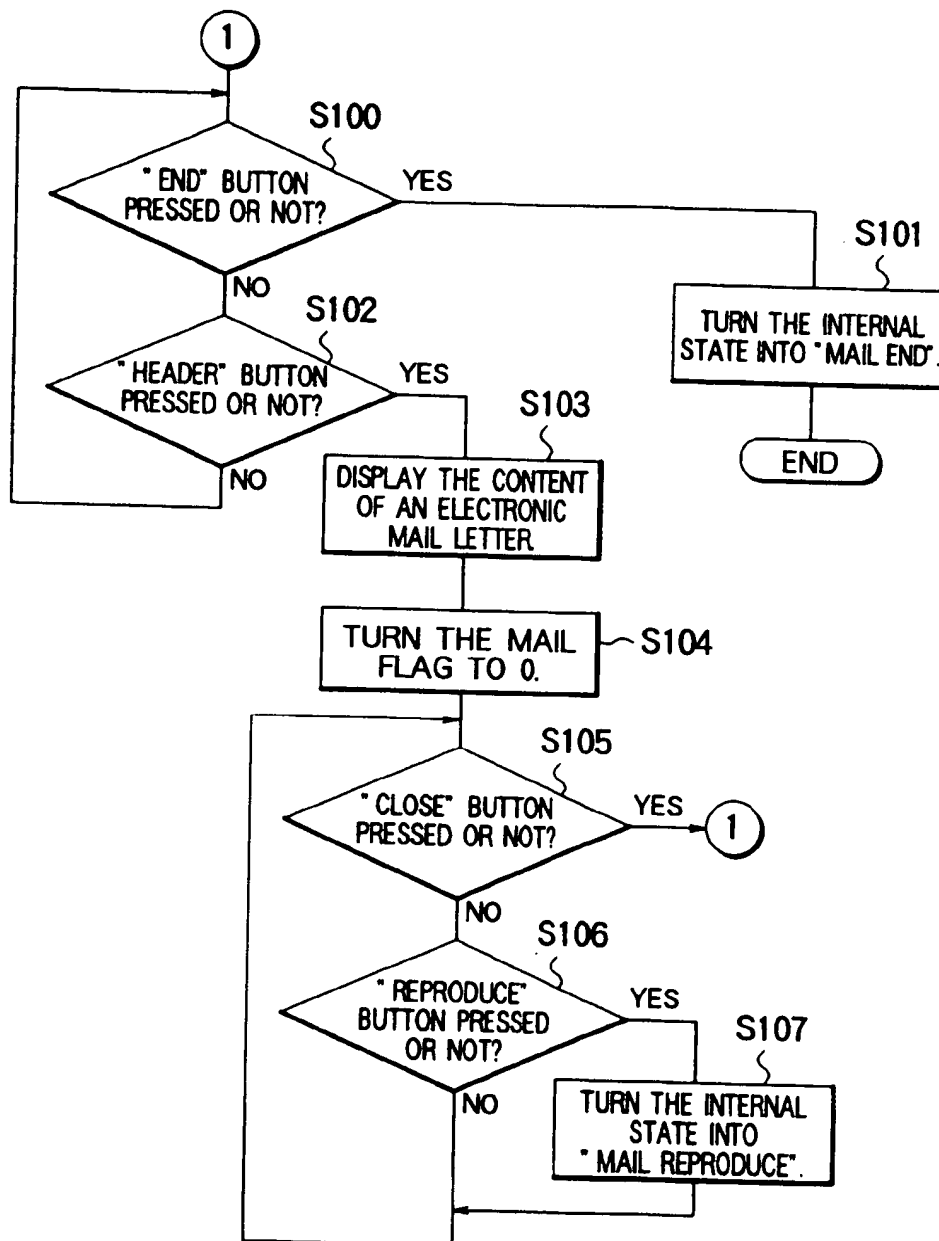 1
S100
" END" BUTTON
PRESSED OR NOT?
YES
NO
S101
TURN THE INTERNAL
STATE INTO "MAIL END".
END
S102
"HEADER" BUTTON
PRESSED OR NOT?
YES
NO
S103
DISPLAY THE CONTENT
OF AN ELECTRONIC
MAIL LETTER
S104
TURN THE MAIL
FLAG TO 0.
S105
"CLOSE" BUTTON
PRESSED OR NOT?
YES
1
NO
S106
"REPRODUCE"
BUTTON PRESSED
OR NOT?
YES
NO
S107
TURN THE INTERNAL
STATE INTO
"MAIL REPRODUCE".